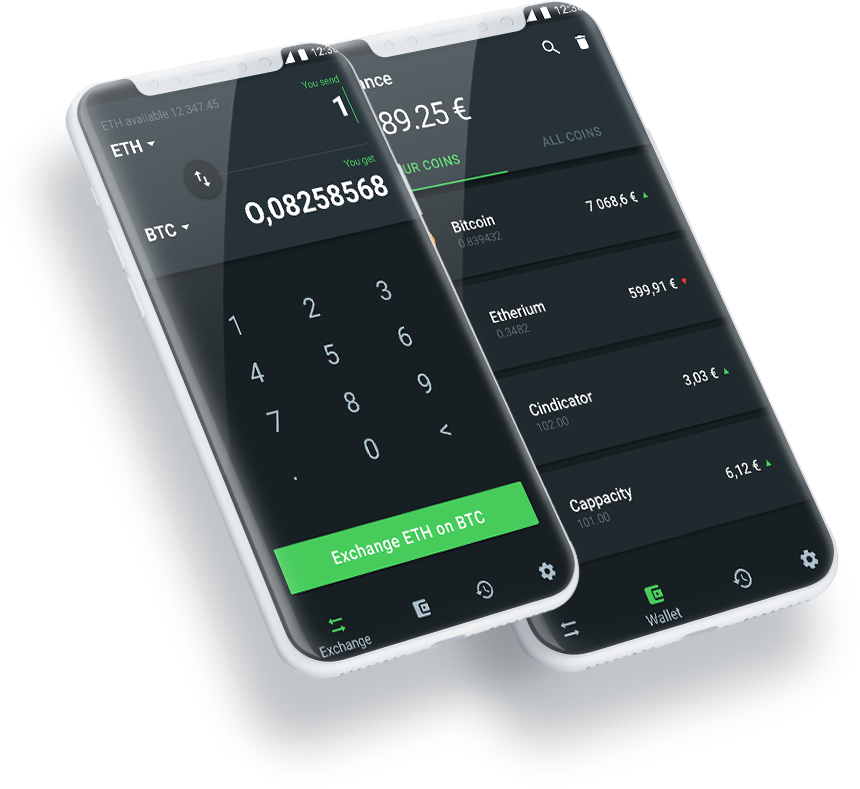 12:30
You send
ETH avaliable 12 347.45
1
ETH
You get
0,08258568
BTC
1 2 3
4 5 6
7 8 9
. 0 <
Exchange ETH on BTC
Exchange
12:30
nce
89.25 €
UR COINS
ALL COINS
Bitcoin
7 068,6 €
0.839432
Etherium
599,91 €
0.3482
Cindicator
3,03 €
102.00
Cappacity
6,12 €
101.00
Wallet